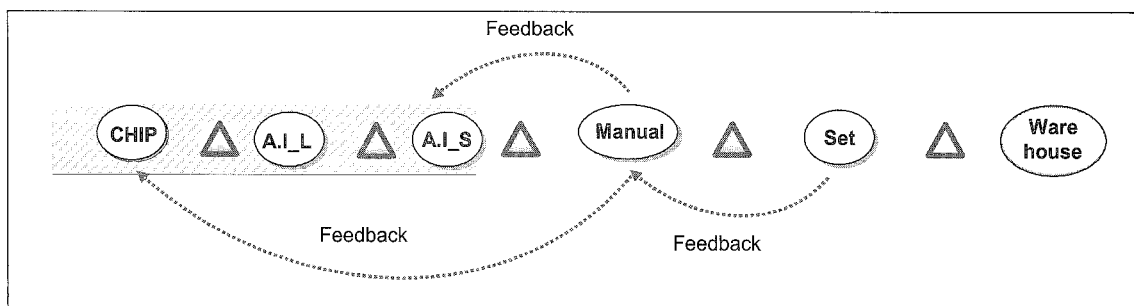 Feedback
CHIP
A.I_L
A.I_S
Manual
Set
Ware
house
Feedback
Feedback